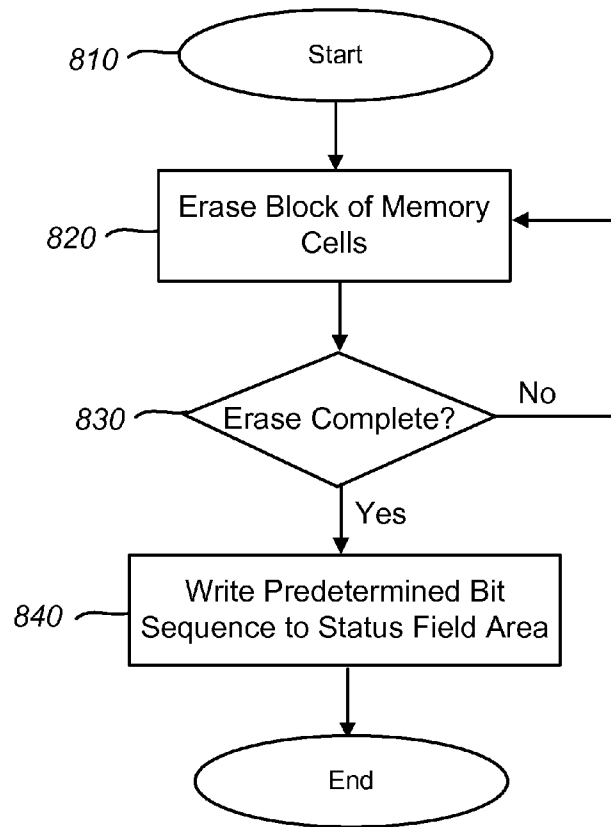 810
Start
820
Erase Block of Memory
Cells
830
Erase Complete?
No
Yes
840
Write Predetermined Bit
Sequence to Status Field Area
End